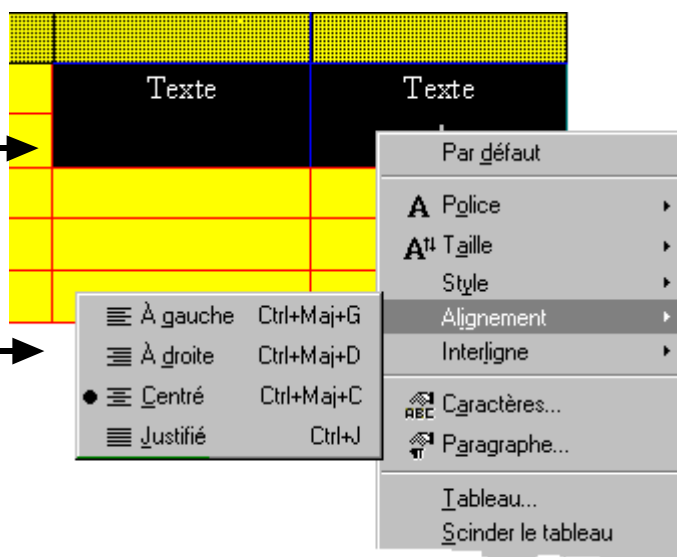 Texte Texte
Par défaut
A Police
A Taille
Style
Alignement
Interligne
ABC Caractères...
¶ Paragraphe...
Tableau...
Scinder le tableau
À gauche Ctrl+Maj+G
À droite Ctrl+Maj+D
Centré Ctrl+Maj+C
Justifié Ctrl+J